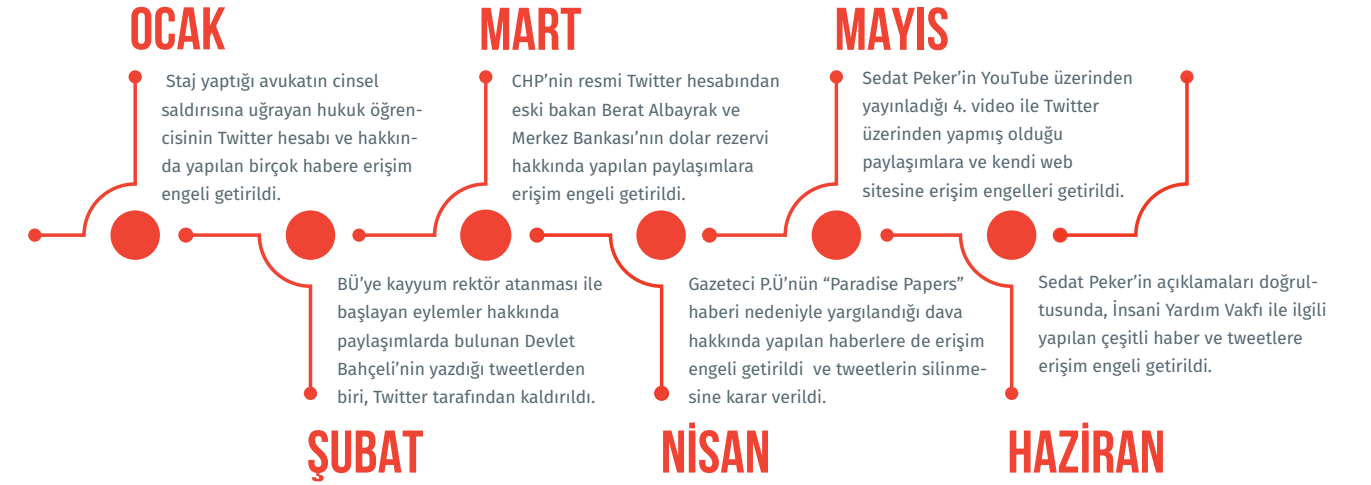 OCAK
Staj yaptığı avukatın cinsel
saldırısına uğrayan hukuk öğren-
cisinin Twitter hesabı ve hakkın-
da yapılan birçok habere erişim
engeli getirildi.
BÜ’ye kayyum rektör atanması ile
başlayan eylemler hakkında
paylaşımlarda bulunan Devlet
Bahçeli’nin yazdığı tweetlerden
biri, Twitter tarafından kaldırıldı.
ŞUBAT
MART
CHP’nin resmi Twitter hesabından
eski bakan Berat Albayrak ve
Merkez Bankası’nın dolar rezervi
hakkında yapılan paylaşımlara
erişim engeli getirildi.
Gazeteci P.Ü’nün “Paradise Papers”
haberi nedeniyle yargılandığı dava
hakkında yapılan haberlere de erişim
engeli getirildi ve tweetlerin silinme-
sine karar verildi.
NİSAN
MAYIS
Sedat Peker’in YouTube üzerinden
yayınladığı 4. video ile Twitter
üzerinden yapmış olduğu
paylaşımlara ve kendi web
sitesine erişim engelleri getirildi.
Sedat Peker’in açıklamaları doğrul-
tusunda, İnsani Yardım Vakfı ile ilgili
yapılan çeşitli haber ve tweetlere
erişim engeli getirildi.
HAZİRAN